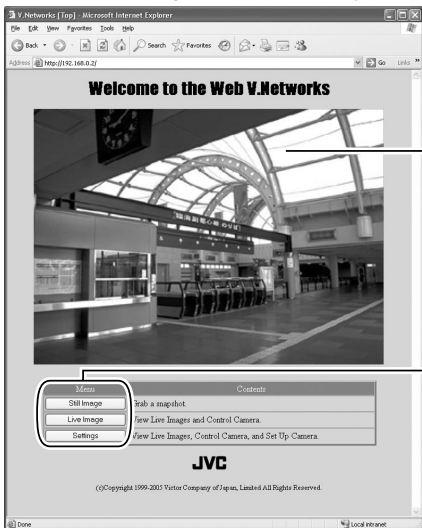 V.Networks [Top] - Microsoft Internet Explorer
File Edit View Favorites Tools Help
Back Search Favorites
Address http://192.168.0.2/ Go Links »
Welcome to the Web V.Networks
Menu Contents
Still Image Grab a snapshot.
Live Image View Live Images and Control Camera.
Settings View Live Images, Control Camera, and Set Up Camera.
JVC
(c)Copyright 1999-2005 Victor Company of Japan, Limited All Rights Reserved.
Done Local intranet